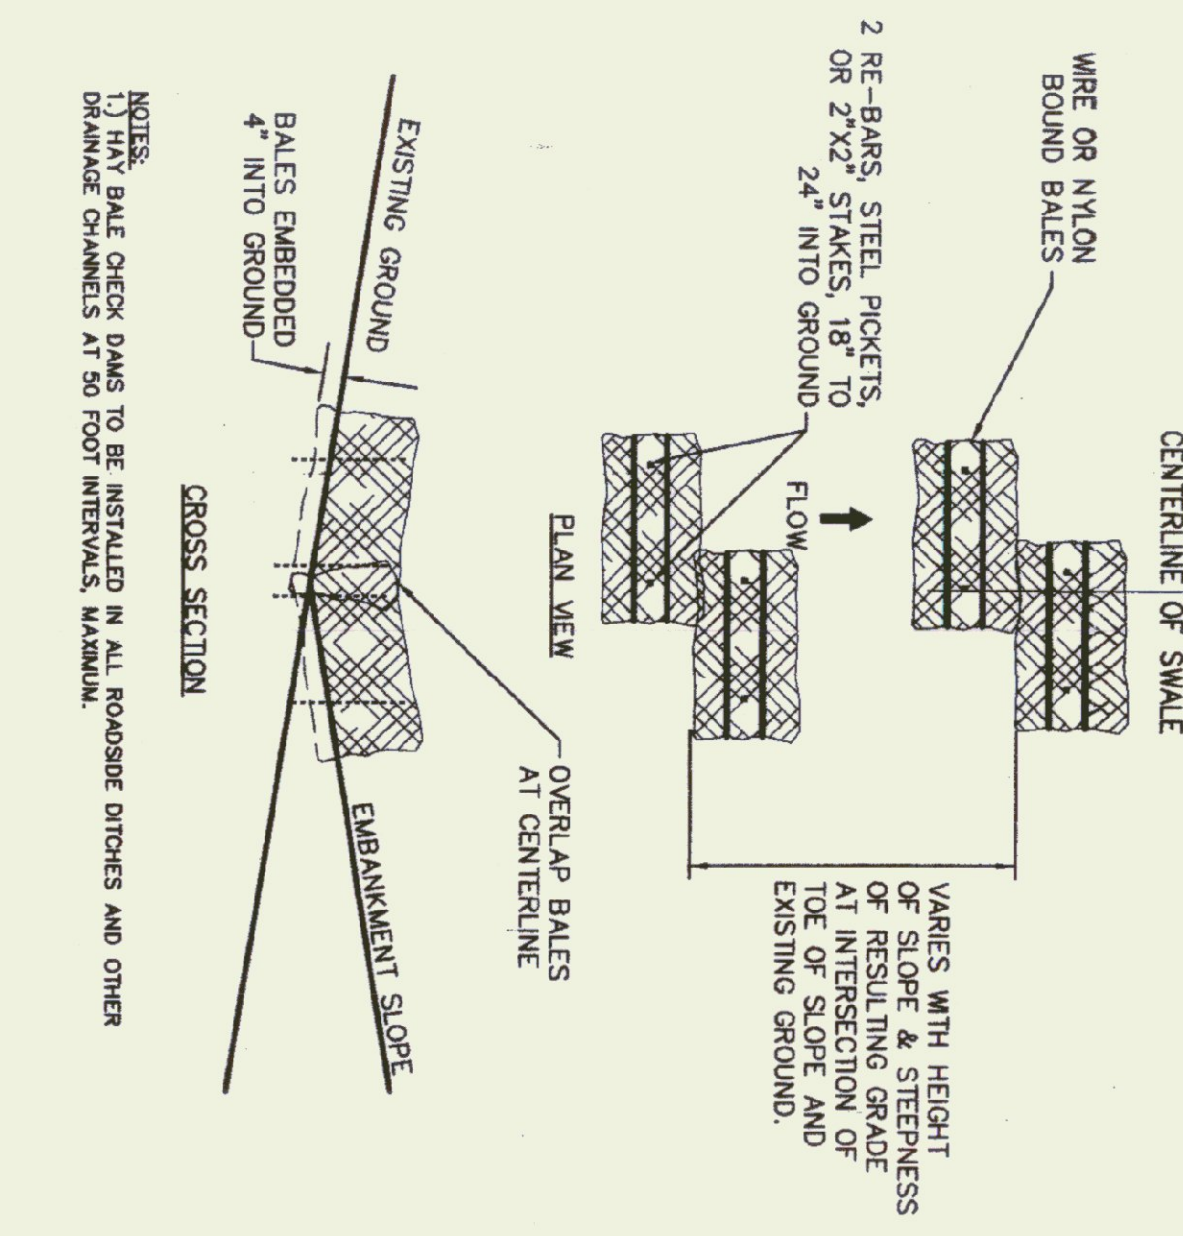 CENTERLINE OF SWALE
WIRE OR NYLON
BOUND BALES
2 RE-BARS, STEEL PICKETS,
OR 2"X2" STAKES, 18" TO
24" INTO GROUND
FLOW
VARIES WITH HEIGHT
OF SLOPE & STEEPNESS
OF RESULTING GRADE
AT INTERSECTION OF
TOE OF SLOPE AND
EXISTING GROUND.
PLAN VIEW
OVERLAP BALES
AT CENTERLINE
EXISTING GROUND
EMBANKMENT SLOPE
BALES EMBEDDED
4" INTO GROUND
CROSS SECTION
NOTES:
1.) HAY BALE CHECK DAMS TO BE INSTALLED IN ALL ROADSIDE DITCHES AND OTHER
DRAINAGE CHANNELS AT 50 FOOT INTERVALS, MAXIMUM.